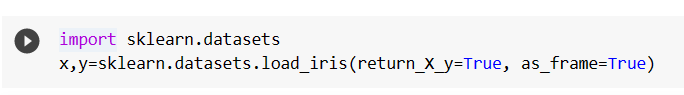 import sklearn.datasets
x,y=sklearn.datasets.load_iris(return_X_y=True, as_frame=True)